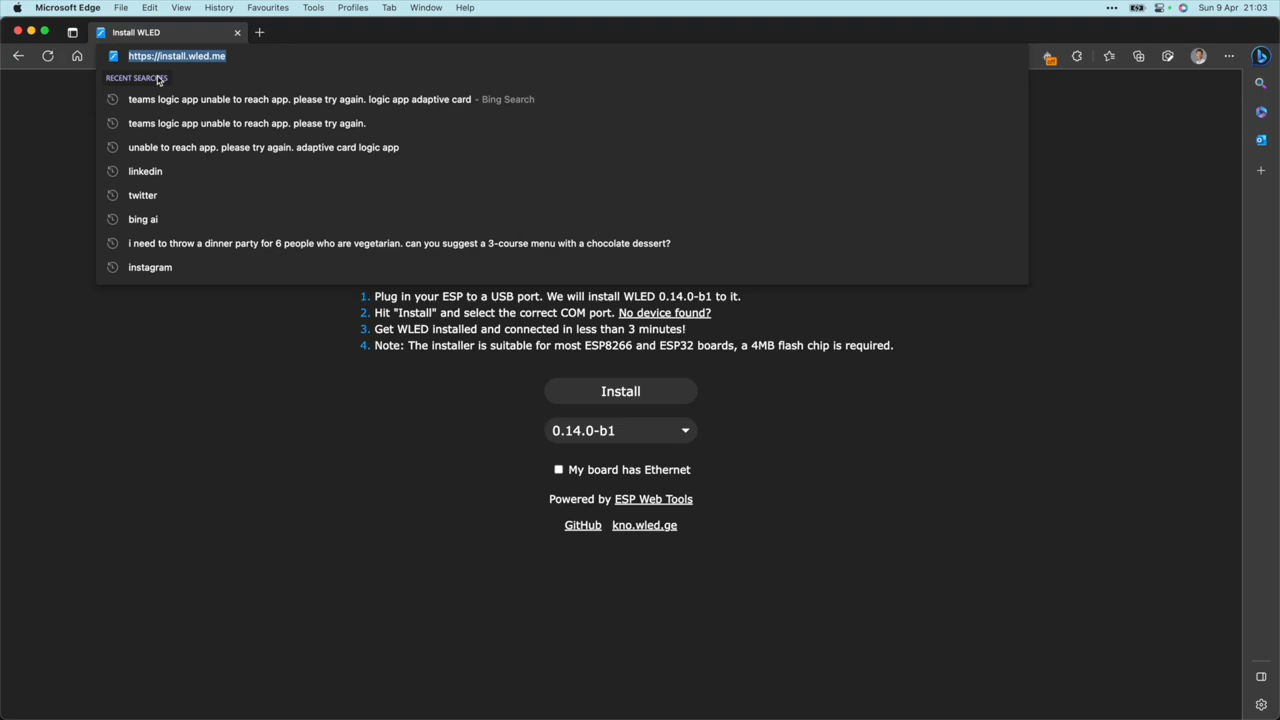 Microsoft Edge File Edit View History Favourites Tools Profiles Tab Window Help ••• Sun 9 Apr 21:03
Install WLED
https://install.wled.me
RECENT SEARCHES
teams logic app unable to reach app. please try again. logic app adaptive card - Bing Search
teams logic app unable to reach app. please try again.
unable to reach app. please try again. adaptive card logic app
linkedin
twitter
bing ai
i need to throw a dinner party for 6 people who are vegetarian. can you suggest a 3-course menu with a chocolate dessert?
instagram
1. Plug in your ESP to a USB port. We will install WLED 0.14.0-b1 to it.
2. Hit "Install" and select the correct COM port. No device found?
3. Get WLED installed and connected in less than 3 minutes!
4. Note: The installer is suitable for most ESP8266 and ESP32 boards, a 4MB flash chip is required.
Install
0.14.0-b1
My board has Ethernet
Powered by ESP Web Tools
GitHub kno.wled.ge